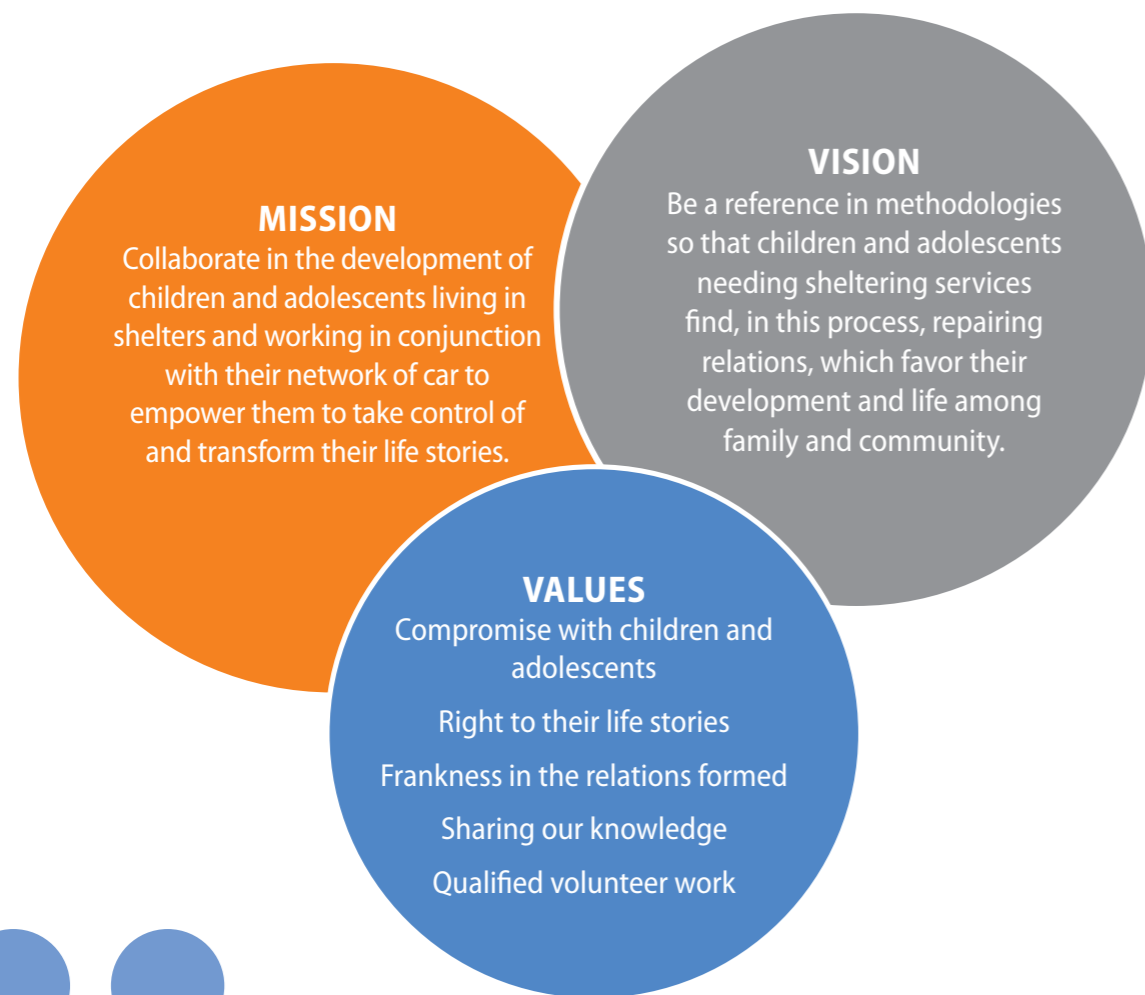 MISSION
Collaborate in the development of
children and adolescents living in
shelters and working in conjunction
with their network of car to
empower them to take control of
and transform their life stories.
VISION
Be a reference in methodologies
so that children and adolescents
needing sheltering services
find, in this process, repairing
relations, which favor their
development and life among
family and community.
VALUES
Compromise with children and
adolescents
Right to their life stories
Frankness in the relations formed
Sharing our knowledge
Qualified volunteer work